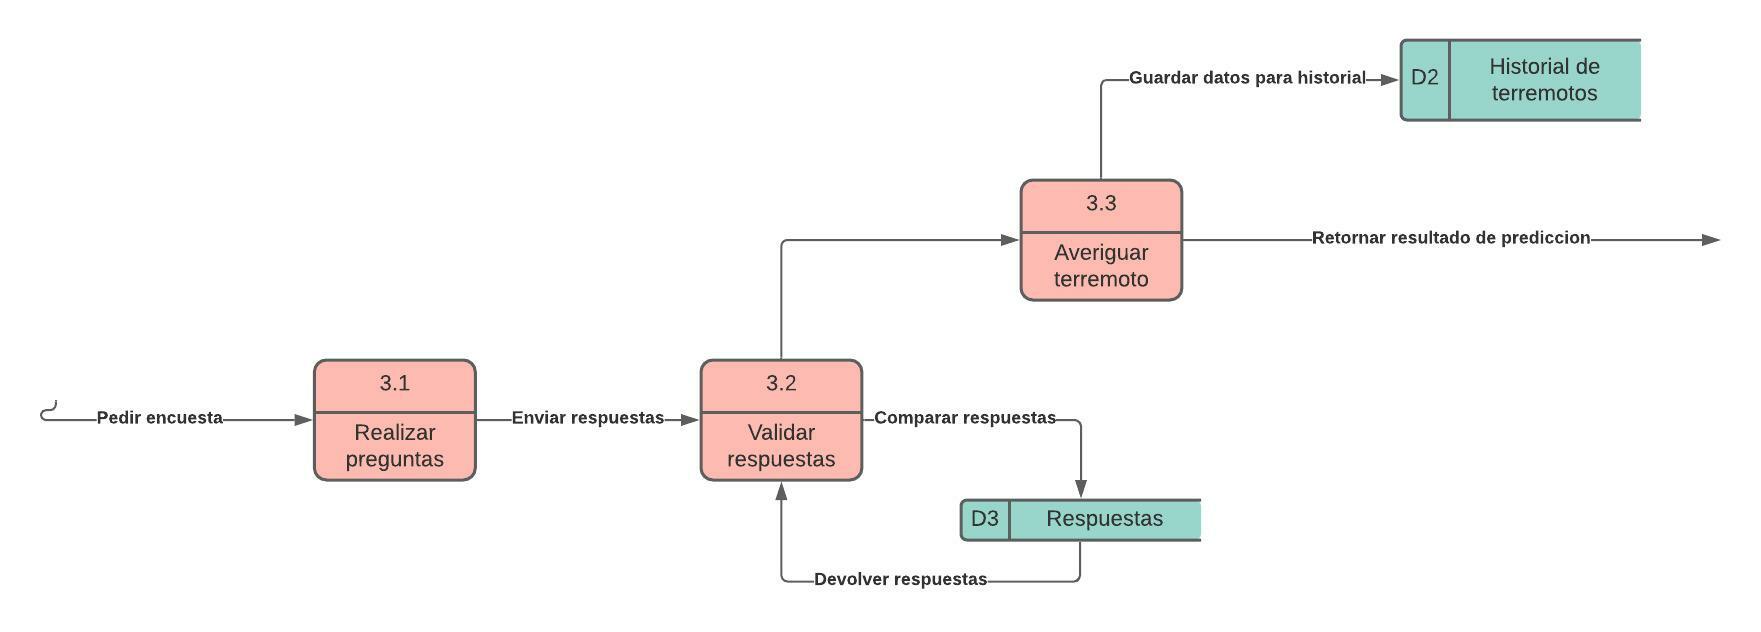 Guardar datos para historial
D2
Historial de
terremotos
3.3
Averiguar
terremoto
Retornar resultado de prediccion
Pedir encuesta
3.1
Realizar
preguntas
Enviar respuestas
3.2
Validar
respuestas
Comparar respuestas
D3
Respuestas
Devolver respuestas